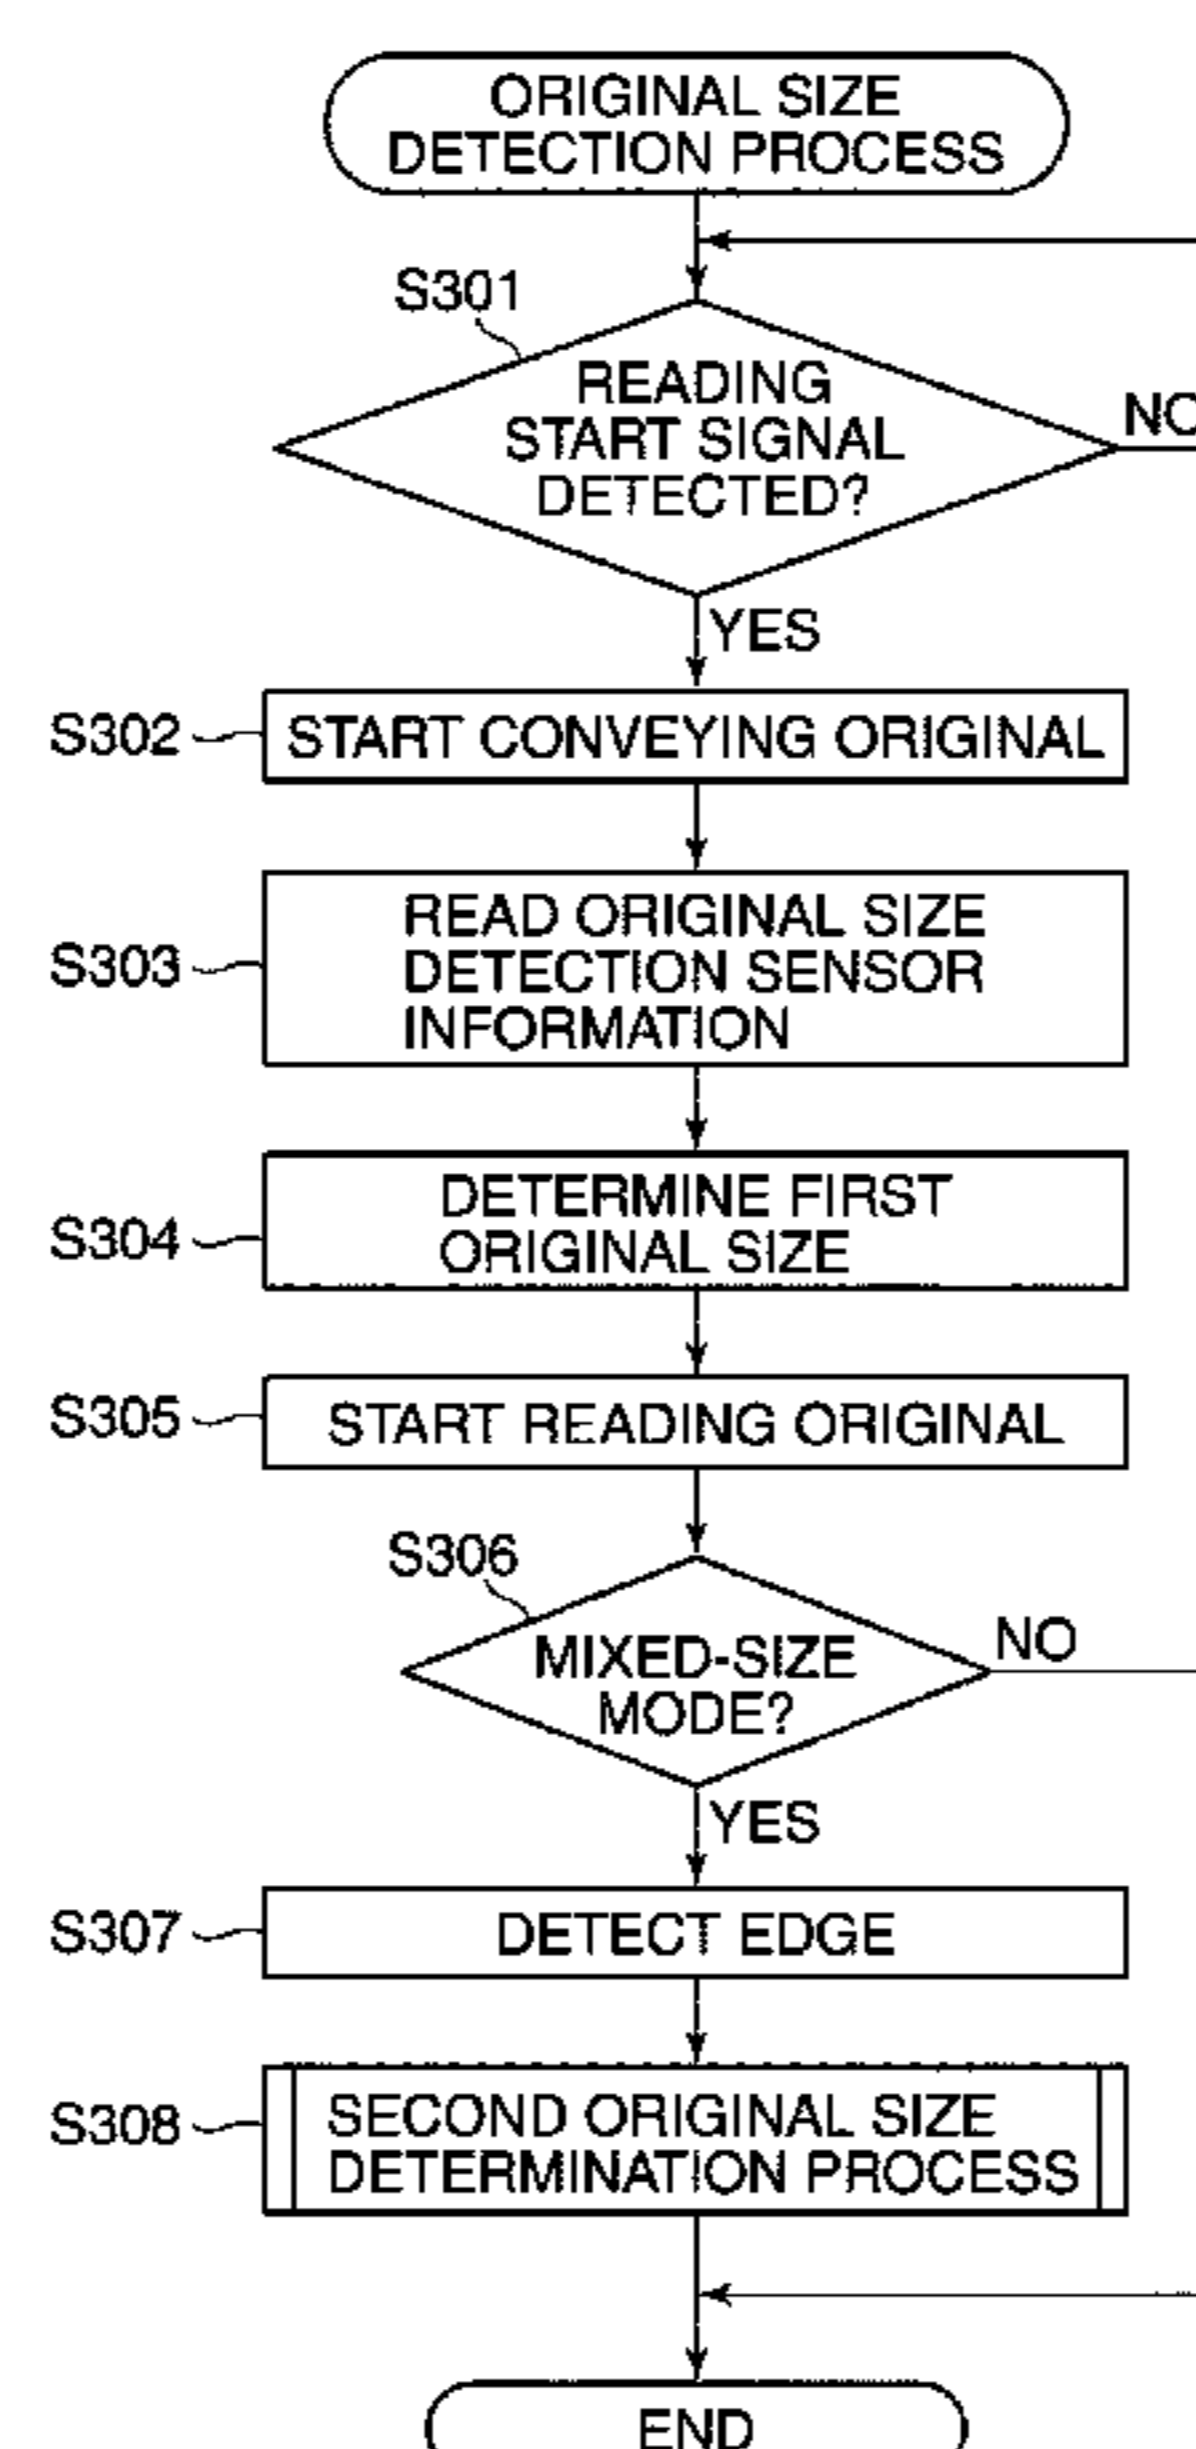 ORIGINAL SIZE
DETECTION PROCESS
S301
READING
START SIGNAL
DETECTED?
NO
YES
S302
START CONVEYING ORIGINAL
S303
READ ORIGINAL SIZE
DETECTION SENSOR
INFORMATION
S304
DETERMINE FIRST
ORIGINAL SIZE
S305
START READING ORIGINAL
S306
MIXED-SIZE
MODE?
NO
YES
S307
DETECT EDGE
S308
SECOND ORIGINAL SIZE
DETERMINATION PROCESS
END